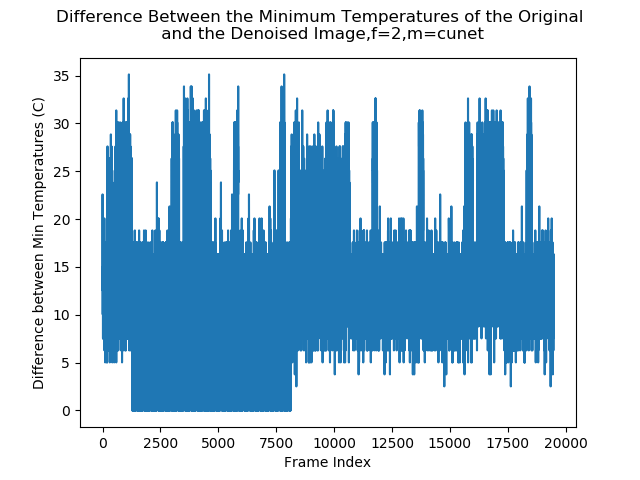 Difference Between the Minimum Temperatures of the Original
and the Denoised Image,f=2,m=cunet
Difference between Min Temperatures (C)
35
30
25
20
15
10
5
0
0 2500 5000 7500 10000 12500 15000 17500 20000
Frame Index